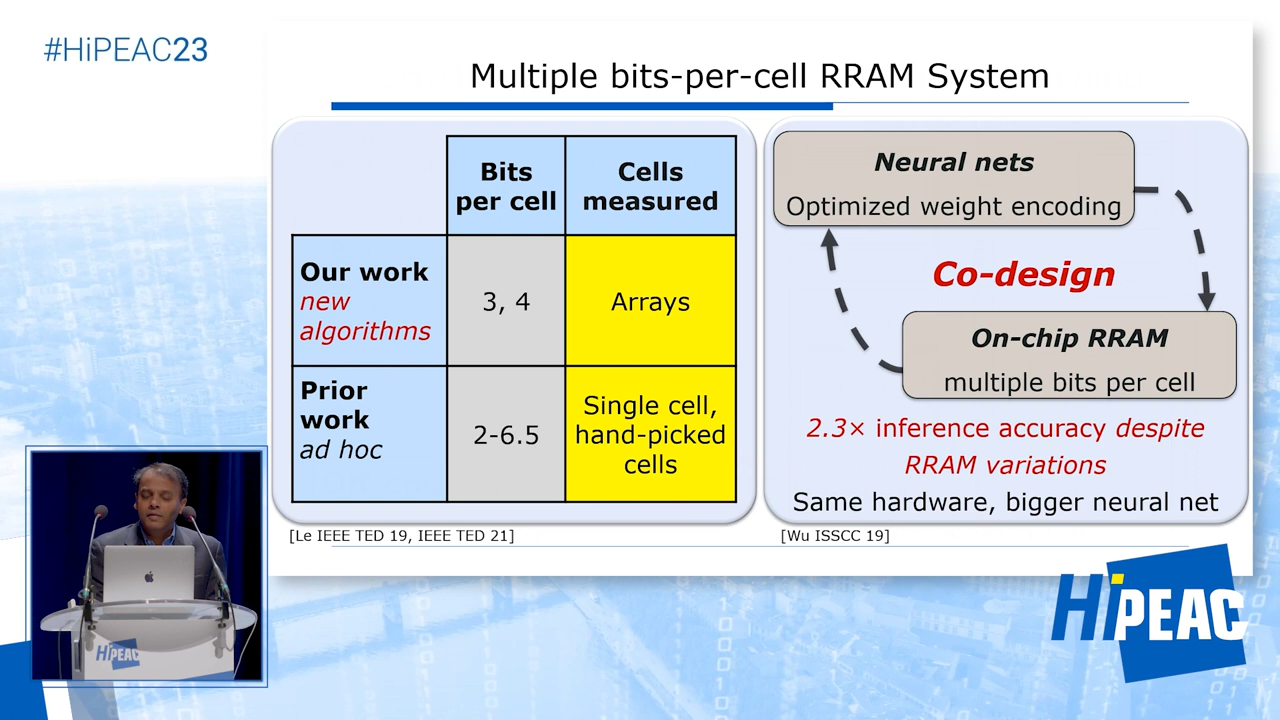 #HiPEAC23
Multiple bits-per-cell RRAM System
Bits
per cell
Cells
measured
Our work
new
algorithms
3, 4
Arrays
Prior
work
ad hoc
2-6.5
Single cell,
hand-picked
cells
[Le IEEE TED 19, IEEE TED 21]
Neural nets
Optimized weight encoding
Co-design
On-chip RRAM
multiple bits per cell
2.3× inference accuracy despite
RRAM variations
Same hardware, bigger neural net
[Wu ISSCC 19]
HiPEAC
HiPEAC